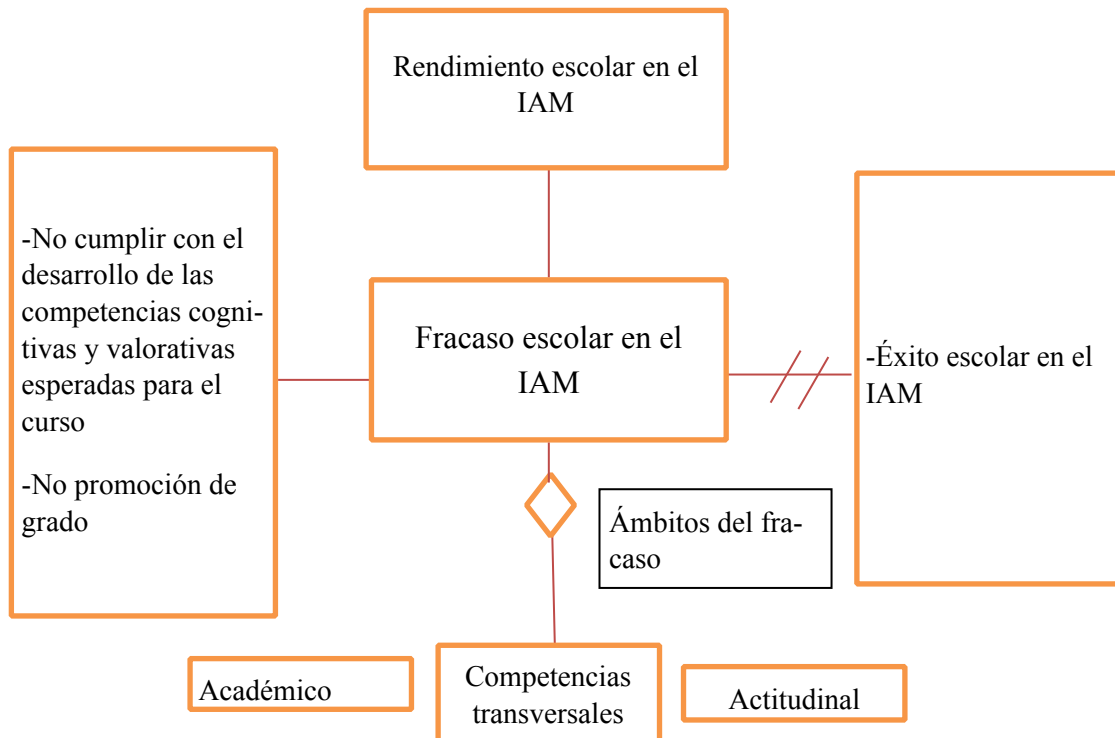 Rendimiento escolar en el
IAM
-No cumplir con el
desarrollo de las
competencias cogni-
tivas y valorativas
esperadas para el
curso
-No promoción de
grado
Fracaso escolar en el
IAM
-Éxito escolar en el
IAM
Ámbitos del fra-
caso
Académico
Competencias
transversales
Actitudinal